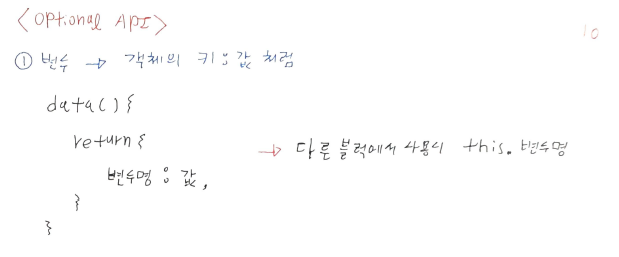 <Optional API>
10
① 변수 → 객체의 키:값 처럼
data(){
return{
변수명 : 값,
→ 다른 블럭에서 사용시 this.변수명
}
}